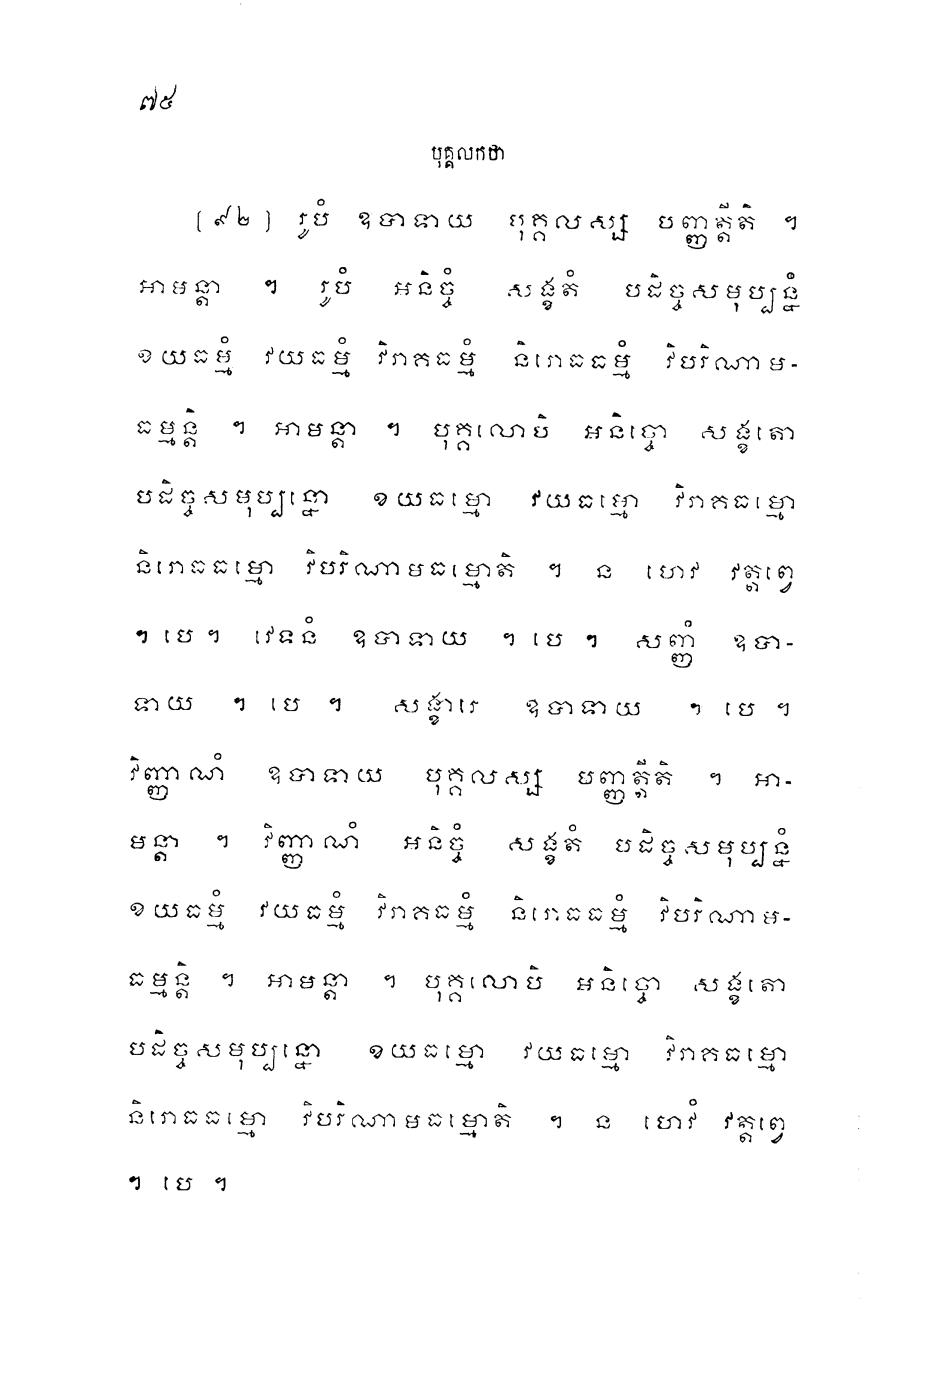 ៧៥
បុគ្គលកថា
[៩២] រូបំ ឧបាទាយ បុគ្គលស្ស បញ្ញត្តីតិ ។
អាមន្តា ។ រូបំ អនិច្ចំ សង្ខតំ បដិច្ចសមុប្បន្នំ
ខយធម្មំ វយធម្មំ វិរាគធម្មំ និរោធធម្មំ វិបរិណាម-
ធម្មន្តិ ។ អាមន្តា ។ បុគ្គលោបិ អនិច្ចោ សង្ខតោ
បដិច្ចសមុប្បន្នោ ខយធម្មោ វយធម្មោ វិរាគធម្មោ
និរោធធម្មោ វិបរិណាមធម្មោតិ ។ ន ហេវ វត្តព្វេ
។ បេ ។ វេទនំ ឧបាទាយ ។ បេ ។ សញ្ញំ ឧបា-
ទាយ ។ បេ ។ សង្ខារេ ឧបាទាយ ។ បេ ។
វិញ្ញាណំ ឧបាទាយ បុគ្គលស្ស បញ្ញត្តីតិ ។ អា-
មន្តា ។ វិញ្ញាណំ អនិច្ចំ សង្ខតំ បដិច្ចសមុប្បន្នំ
ខយធម្មំ វយធម្មំ វិរាគធម្មំ និរោធធម្មំ វិបរិណាម-
ធម្មន្តិ ។ អាមន្តា ។ បុគ្គលោបិ អនិច្ចោ សង្ខតោ
បដិច្ចសមុប្បន្នោ ខយធម្មោ វយធម្មោ វិរាគធម្មោ
និរោធធម្មោ វិបរិណាមធម្មោតិ ។ ន ហេវំ វត្តព្វេ
។ បេ ។